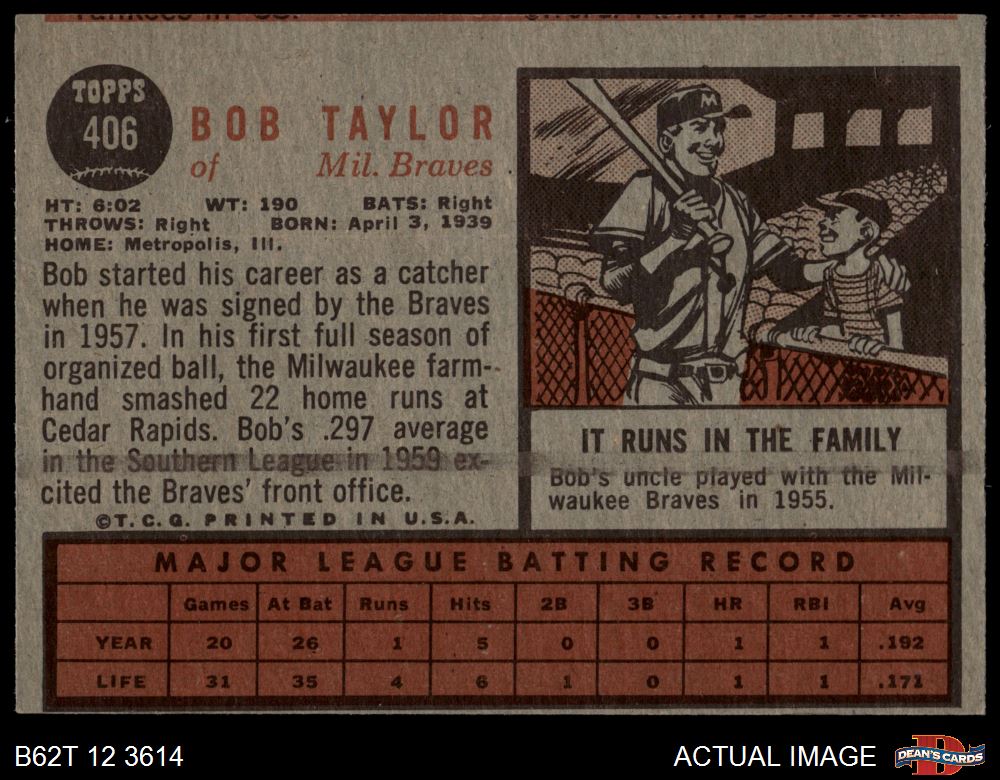 TOPPS
406
BOB TAYLOR
of Mil. Braves
HT: 6:02 WT: 190 BATS: Right
THROWS: Right BORN: April 3, 1939
HOME: Metropolis, Ill.
Bob started his career as a catcher
when he was signed by the Braves
in 1957. In his first full season of
organized ball, the Milwaukee farm-
hand smashed 22 home runs at
Cedar Rapids. Bob's .297 average
in the Southern League in 1959 ex-
cited the Braves' front office.
©T.C.G. PRINTED IN U.S.A.
M
M
IT RUNS IN THE FAMILY
Bob's uncle played with the Mil-
waukee Braves in 1955.
MAJOR LEAGUE BATTING RECORD
Games At Bat Runs Hits 2B 3B HR RBI Avg
YEAR 20 26 1 5 0 0 1 1 .192
LIFE 31 35 4 6 1 0 1 1 .171
B62T 12 3614
ACTUAL IMAGE
DEAN'S CARDS